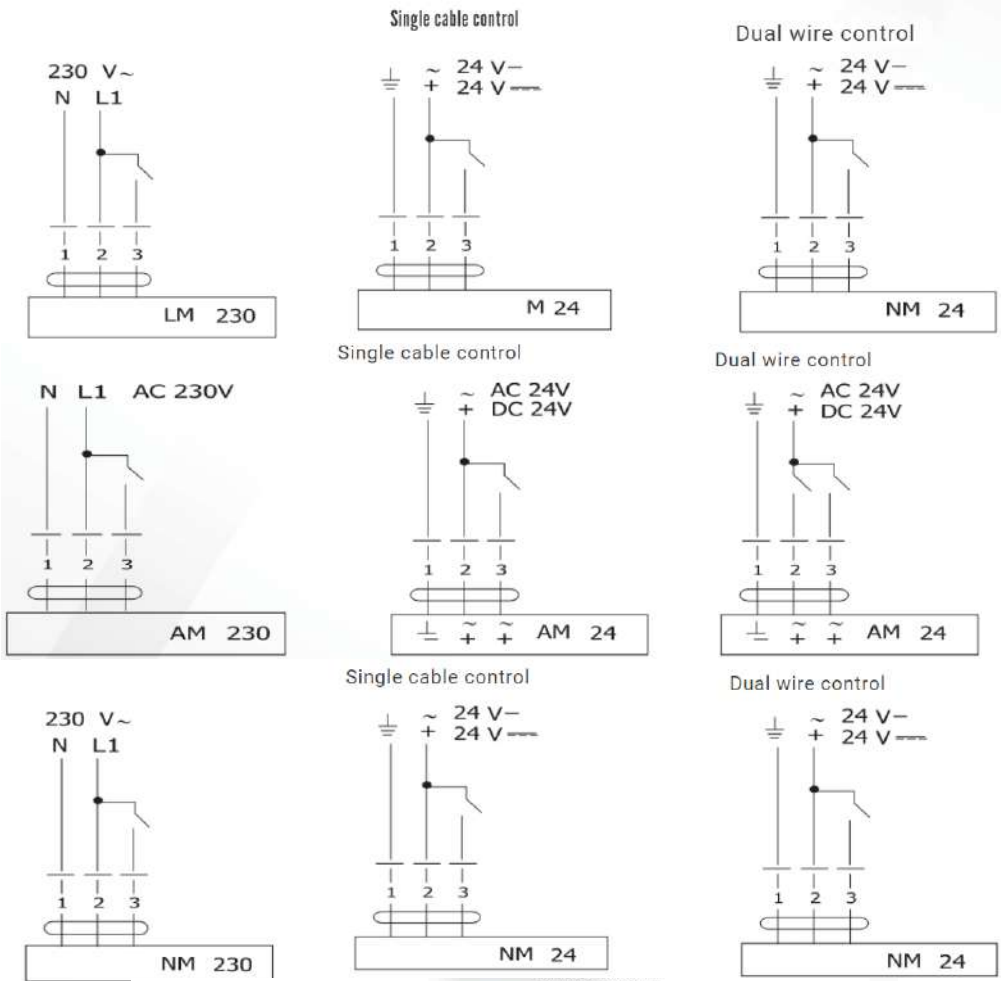 Single cable control
230 V~
N L1
1 2 3
LM 230
~ 24 V–
+ 24 V
1 2 3
M 24
Dual wire control
~ 24 V–
+ 24 V
1 2 3
NM 24
N L1 AC 230V
1 2 3
AM 230
Single cable control
~ AC 24V
+ DC 24V
1 2 3
~ ~
+ + AM 24
Dual wire control
~ AC 24V
+ DC 24V
1 2 3
~ ~
+ + AM 24
230 V~
N L1
1 2 3
NM 230
Single cable control
~ 24 V–
+ 24 V
1 2 3
NM 24
Dual wire control
~ 24 V–
+ 24 V
1 2 3
NM 24